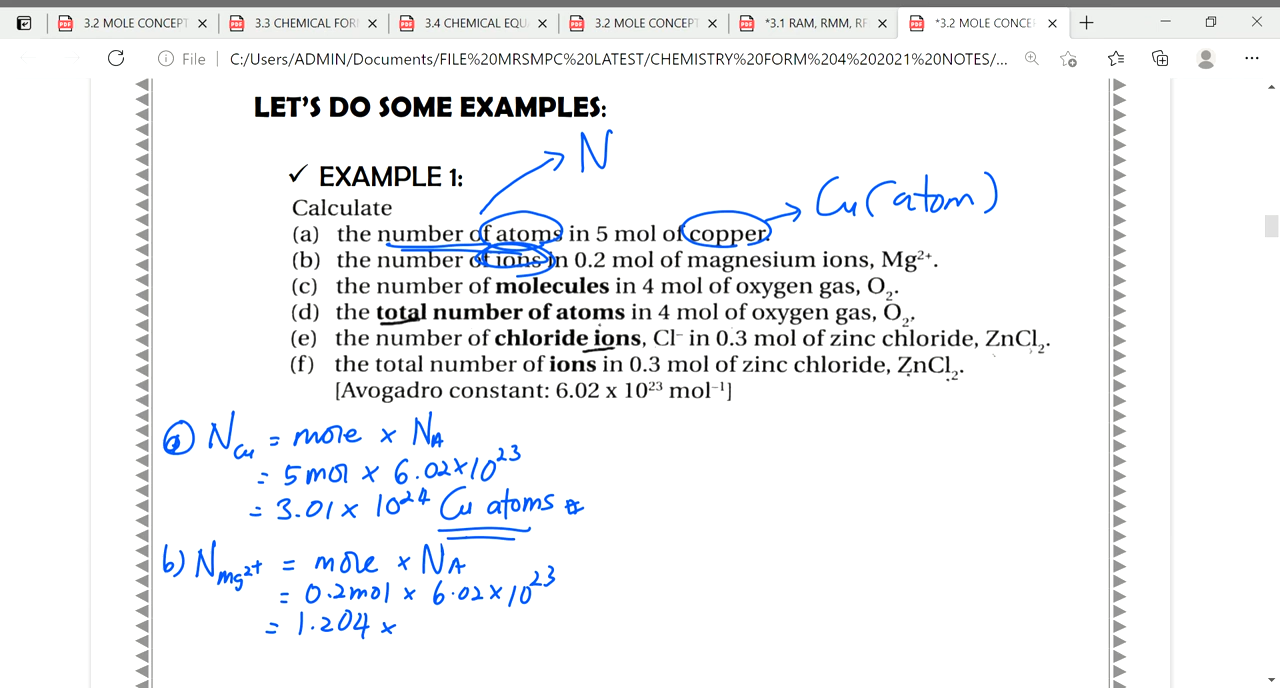 3.2 MOLE CONCEPT
3.3 CHEMICAL FOR
3.4 CHEMICAL EQU
3.2 MOLE CONCEPT
*3.1 RAM, RMM, RF
*3.2 MOLE CONCE
File
C:/Users/ADMIN/Documents/FILE%20MRSMPC%20LATEST/CHEMISTRY%20FORM%204%202021%20NOTES/...
LET'S DO SOME EXAMPLES:
N
✓ EXAMPLE 1:
Cu (atom)
Calculate
(a) the number of atoms in 5 mol of copper.
(b) the number of ions in 0.2 mol of magnesium ions, Mg²⁺.
(c) the number of molecules in 4 mol of oxygen gas, O₂.
(d) the total number of atoms in 4 mol of oxygen gas, O₂.
(e) the number of chloride ions, Cl⁻ in 0.3 mol of zinc chloride, ZnCl₂.
(f) the total number of ions in 0.3 mol of zinc chloride, ZnCl₂.
[Avogadro constant: 6.02 x 10²³ mol⁻¹]
a) N Cu = mole × NA
= 5 mol × 6.02×10²³
= 3.01 × 10²⁴ Cu atoms #
b) N mg²⁺ = mole × NA
= 0.2mol × 6.02×10²³
= 1.204 ×